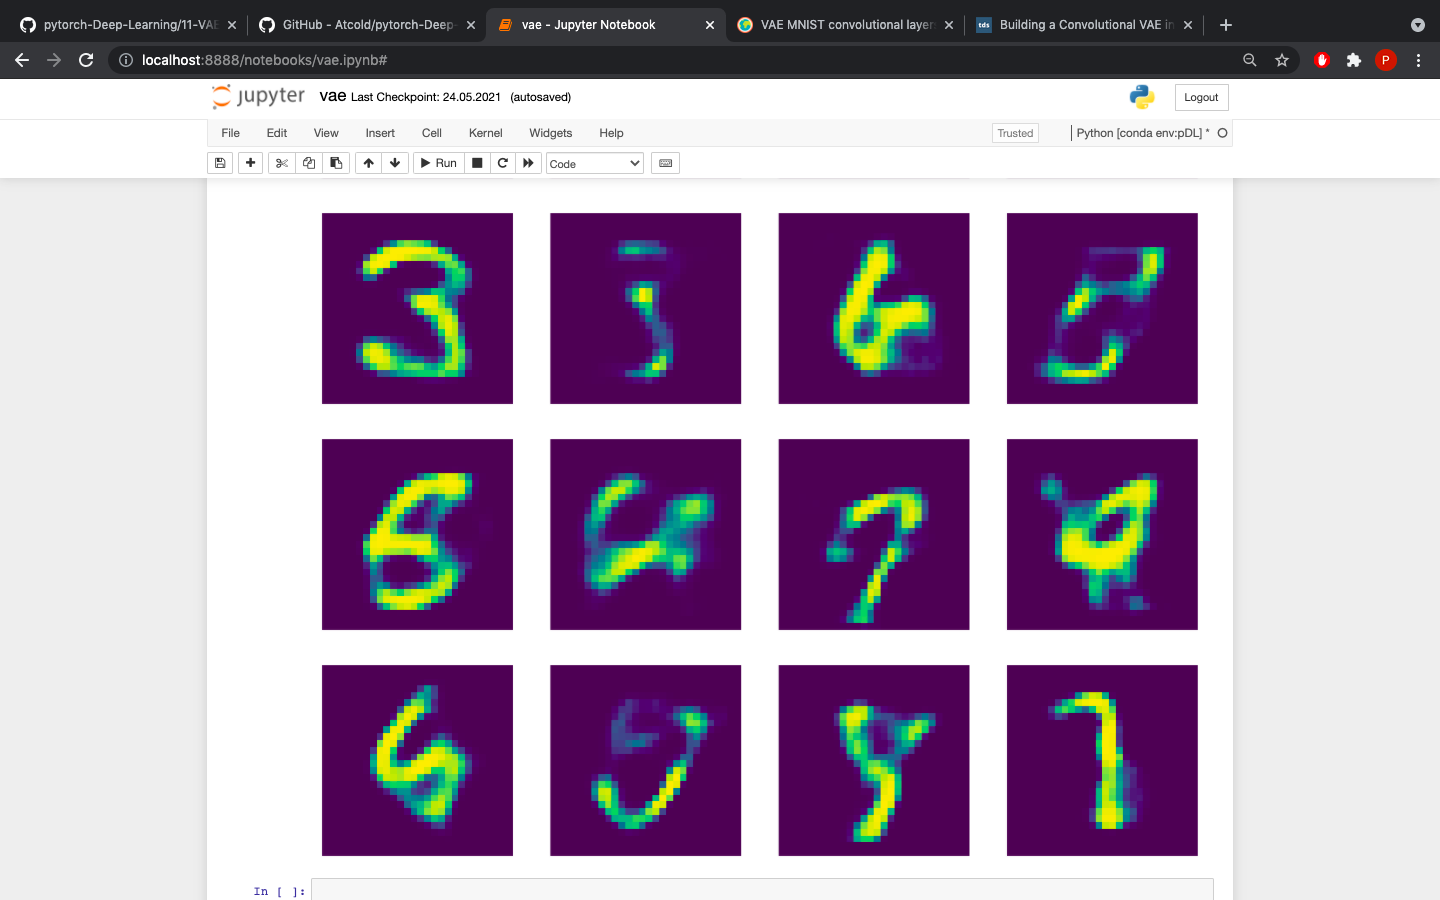 pytorch-Deep-Learning/11-VAE
GitHub - Atcold/pytorch-Deep-
vae - Jupyter Notebook
VAE MNIST convolutional layer
Building a Convolutional VAE in
localhost:8888/notebooks/vae.ipynb#
P
jupyter vae Last Checkpoint: 24.05.2021 (autosaved)
Logout
File Edit View Insert Cell Kernel Widgets Help
Trusted
Python [conda env:pDL] *
Run
Code
In [ ]: